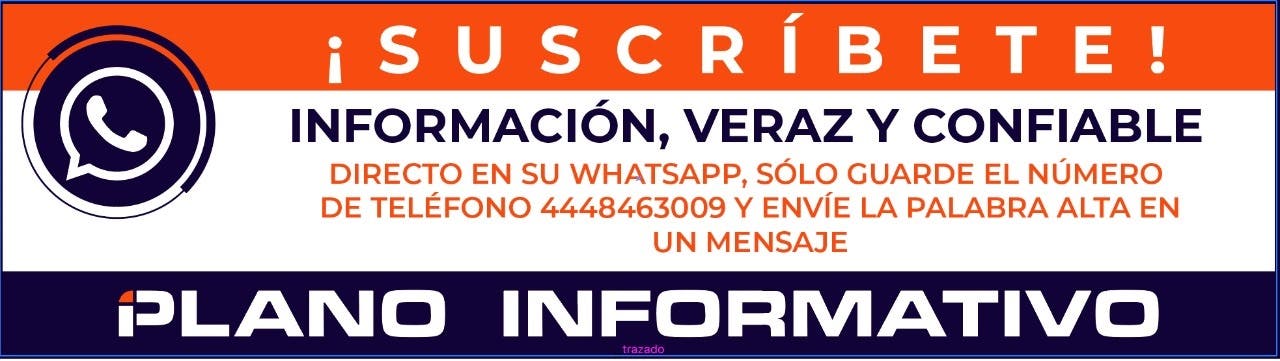 ¡SUSCRÍBETE!
INFORMACIÓN, VERAZ Y CONFIABLE
DIRECTO EN SU WHATSAPP, SÓLO GUARDE EL NÚMERO
DE TELÉFONO 4448463009 Y ENVÍE LA PALABRA ALTA EN
UN MENSAJE
PLANO INFORMATIVO
trazado